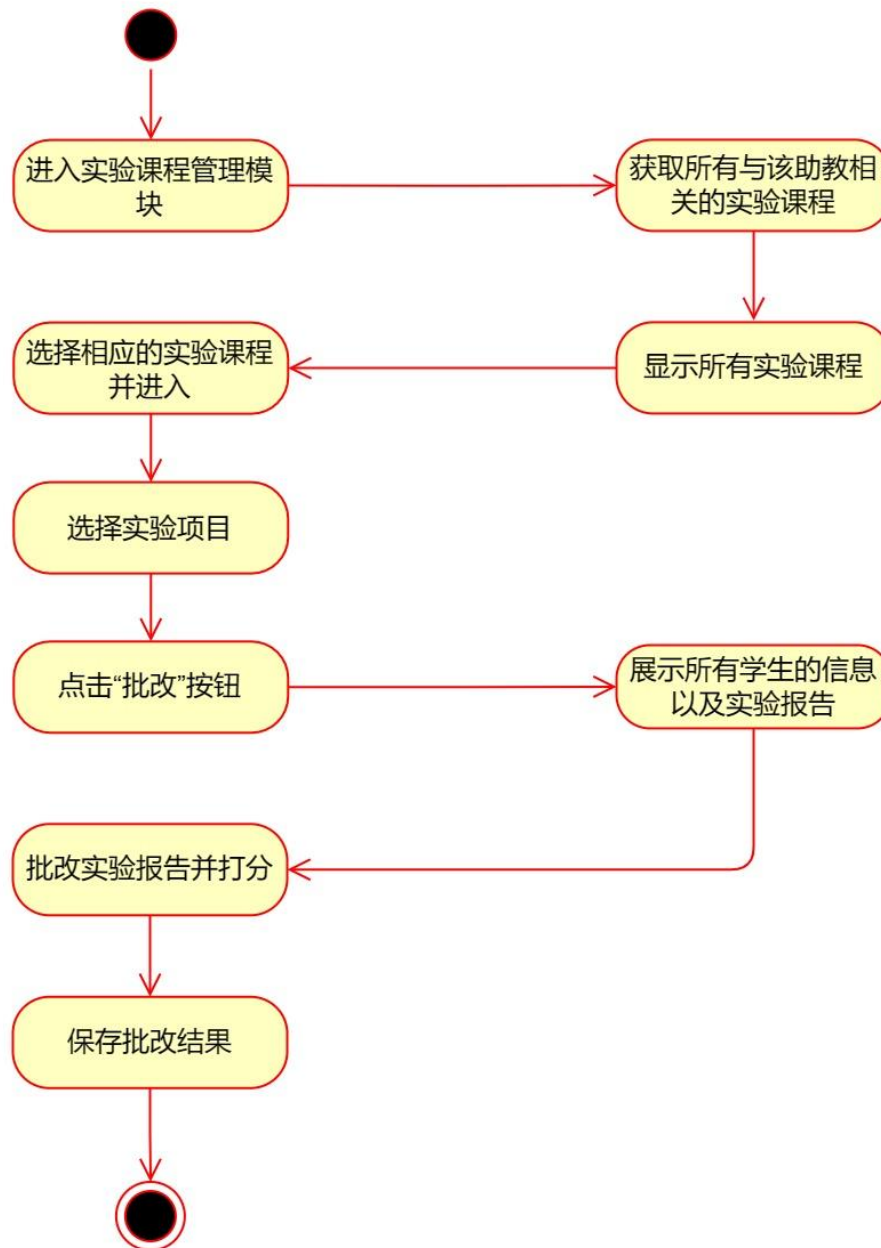 进入实验课程管理模
块
获取所有与该助教相
关的实验课程
显示所有实验课程
选择相应的实验课程
并进入
选择实验项目
点击“批改”按钮
展示所有学生的信息
以及实验报告
批改实验报告并打分
保存批改结果